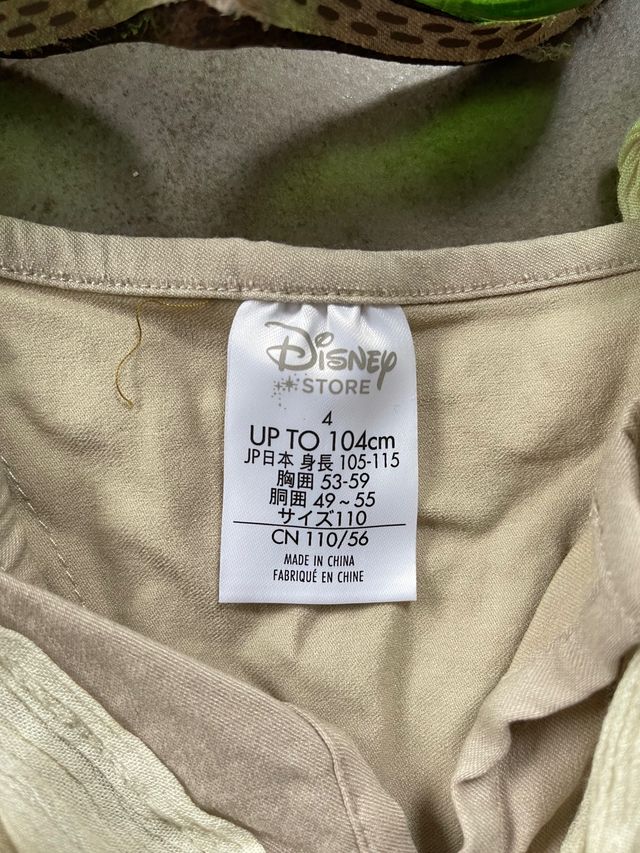 Disney
STORE
4
UP TO 104cm
JP日本 身長 105-115
胸囲 53-59
胴囲 49~55
サイズ110
CN 110/56
MADE IN CHINA
FABRIQUÉ EN CHINE